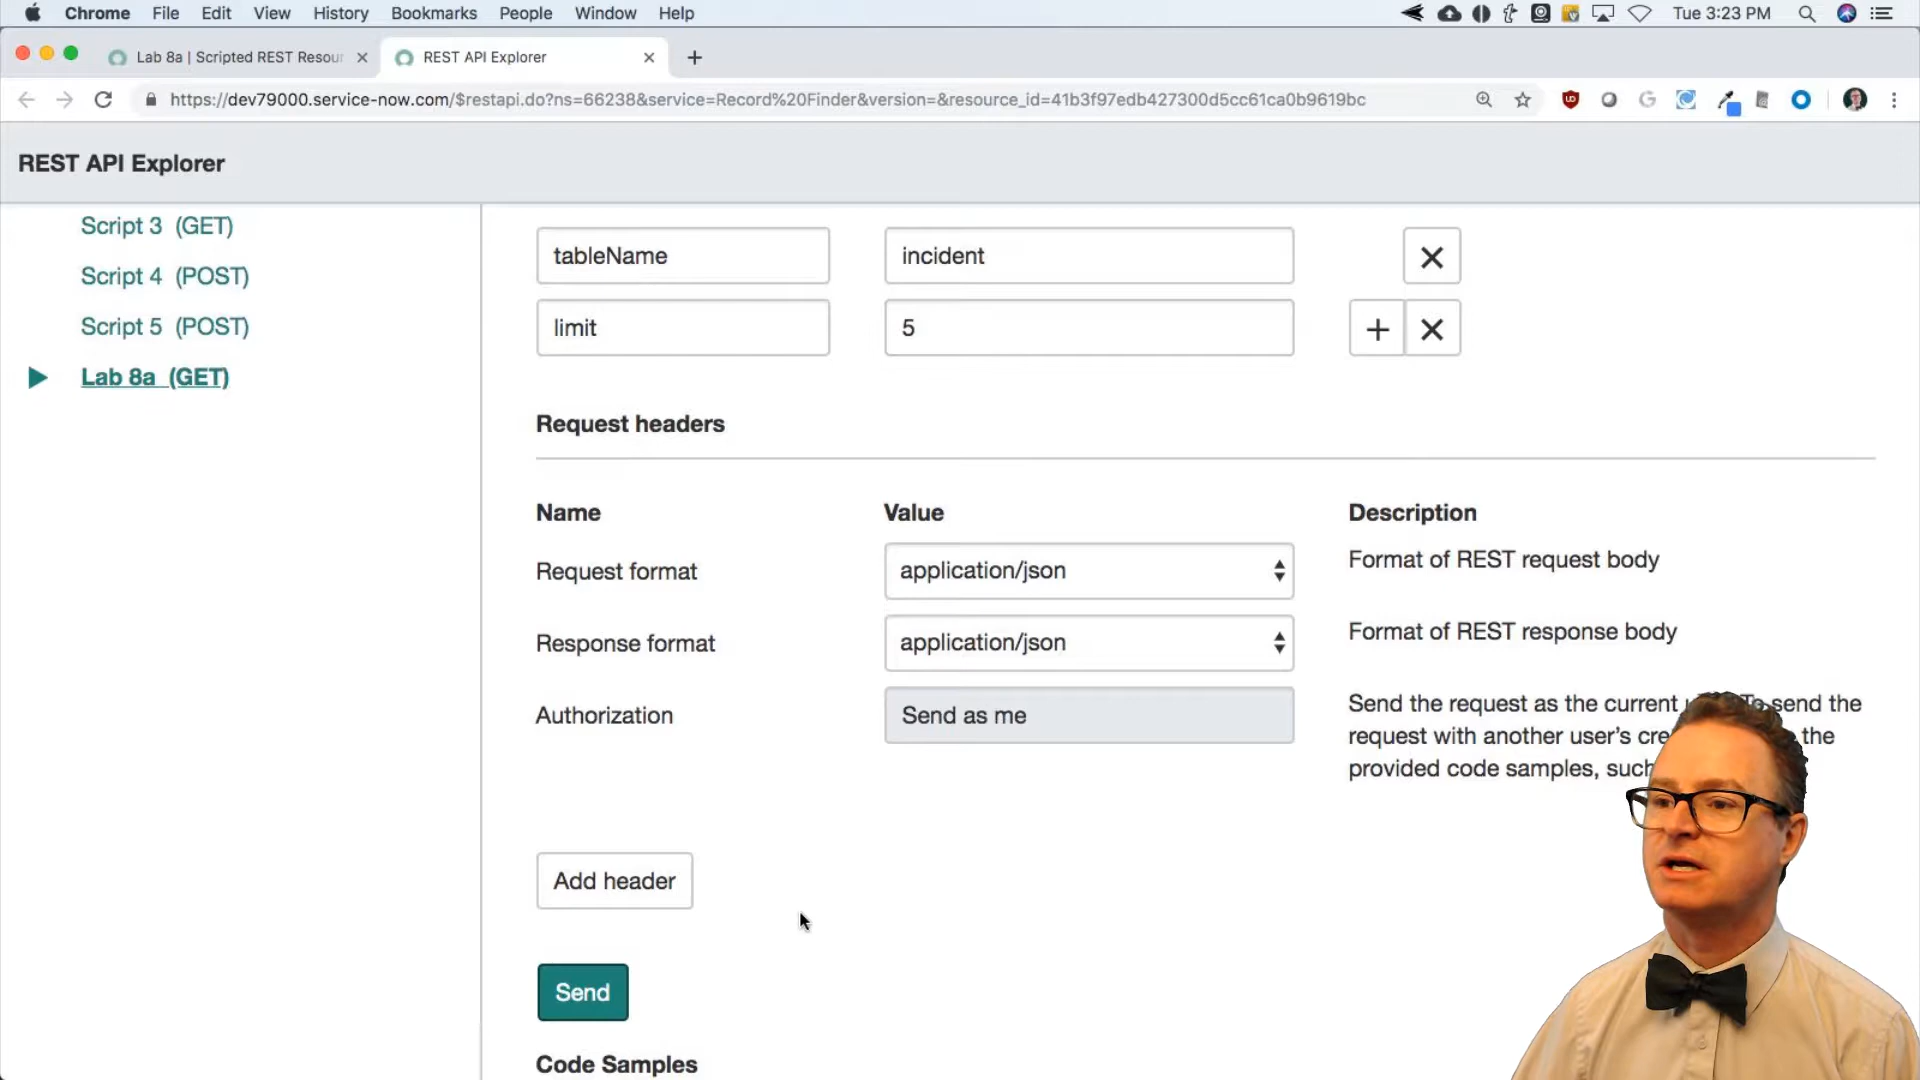 Chrome File Edit View History Bookmarks People Window Help Tue 3:23 PM
Lab 8a | Scripted REST Resour REST API Explorer
https://dev79000.service-now.com/$restapi.do?ns=66238&service=Record%20Finder&version=&resource_id=41b3f97edb427300d5cc61ca0b9619bc
REST API Explorer
Script 3 (GET)
Script 4 (POST)
Script 5 (POST)
Lab 8a (GET)
tableName incident
limit 5
Request headers
Name Value Description
Request format application/json Format of REST request body
Response format application/json Format of REST response body
Authorization Send as me Send the request as the current To send the
request with another user's the
provided code samples,
Add header
Send
Code Samples